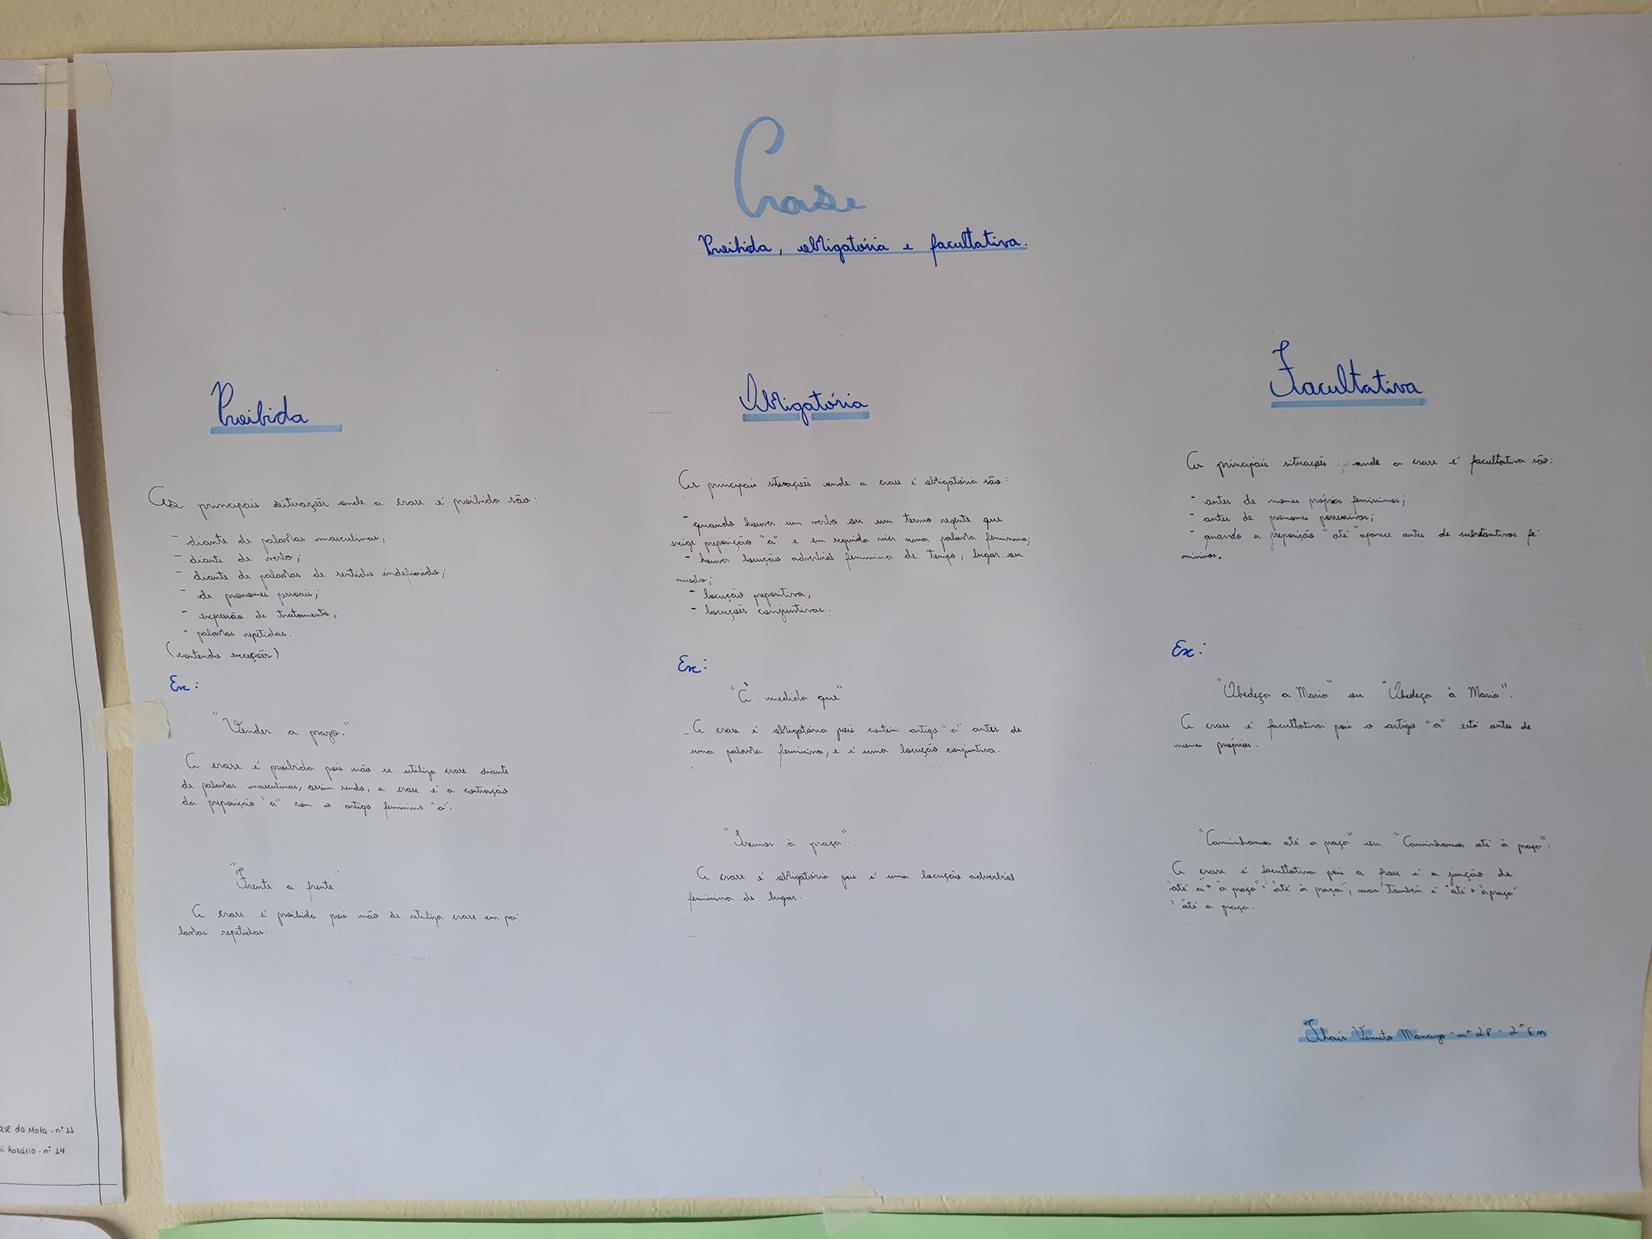 Crase
Proibida, obrigatória e facultativa.
Proibida
As principais situações onde a crase é proibida são:
- diante de palavras masculinas;
- diante de verbo;
- diante de palavras de sentido indefinido;
- de pronomes pessoais;
- expressão de tratamento;
- palavras repetidas.
(contendo exceções)
Ex:
"Vender a prazo."
A crase é proibida pois não se utiliza crase diante
de palavras masculinas, assim sendo, a crase é a contração
da preposição "a" com o artigo feminino "a".
"Frente a frente."
A crase é proibida pois não se utiliza crase em pa-
lavras repetidas.
Obrigatória
As principais situações onde a crase é obrigatória são:
- quando houver um verbo ou um termo regente que
exige preposição "a" e em seguida vier uma palavra feminina;
- houver locução adverbial feminina de tempo, lugar ou
modo;
- locução prepositiva;
- locuções conjuntivas.
Ex:
"À medida que".
A crase é obrigatória pois contém artigo "a" antes de
uma palavra feminina, e é uma locução conjuntiva.
"Iremos à praça".
A crase é obrigatória pois é uma locução adverbial
feminina de lugar.
Facultativa
As principais situações onde a crase é facultativa são:
- antes de nomes próprios femininos;
- antes de pronomes possessivos;
- quando a preposição "até" aparece antes de substantivos fe-
mininos.
Ex:
"Obedeça a Maria" ou "Obedeça à Maria".
A crase é facultativa pois o artigo "a" está antes de
nomes próprios.
"Caminhamos até a praça" ou "Caminhamos até à praça".
A crase é facultativa pois a frase é a junção de
"até a" + "a praça" = "até à praça", mas também é "até" + "a praça"
= "até a praça.
Thais - 2º EM
ase da Mota - nº 11
Rozário - nº 14